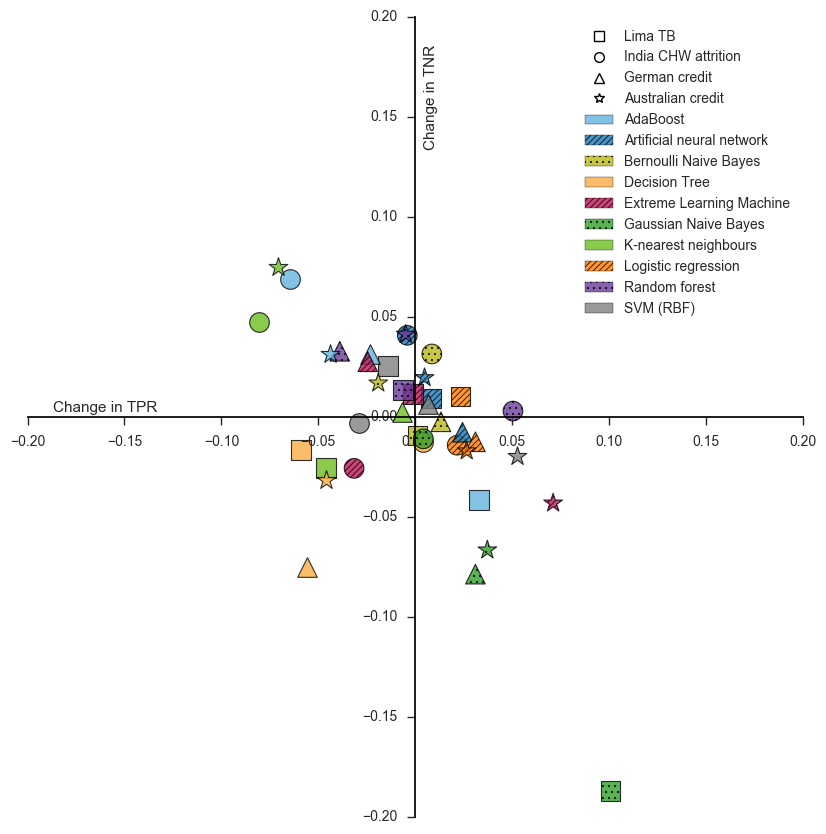 0.20
Change in TNR
0.15
0.10
0.05
0.00
Change in TPR
−0.20
−0.15
−0.10
−0.05
0.00
0.05
0.10
0.15
0.20
−0.05
−0.10
−0.15
−0.20
Lima TB
India CHW attrition
German credit
Australian credit
AdaBoost
Artificial neural network
Bernoulli Naive Bayes
Decision Tree
Extreme Learning Machine
Gaussian Naive Bayes
K-nearest neighbours
Logistic regression
Random forest
SVM (RBF)